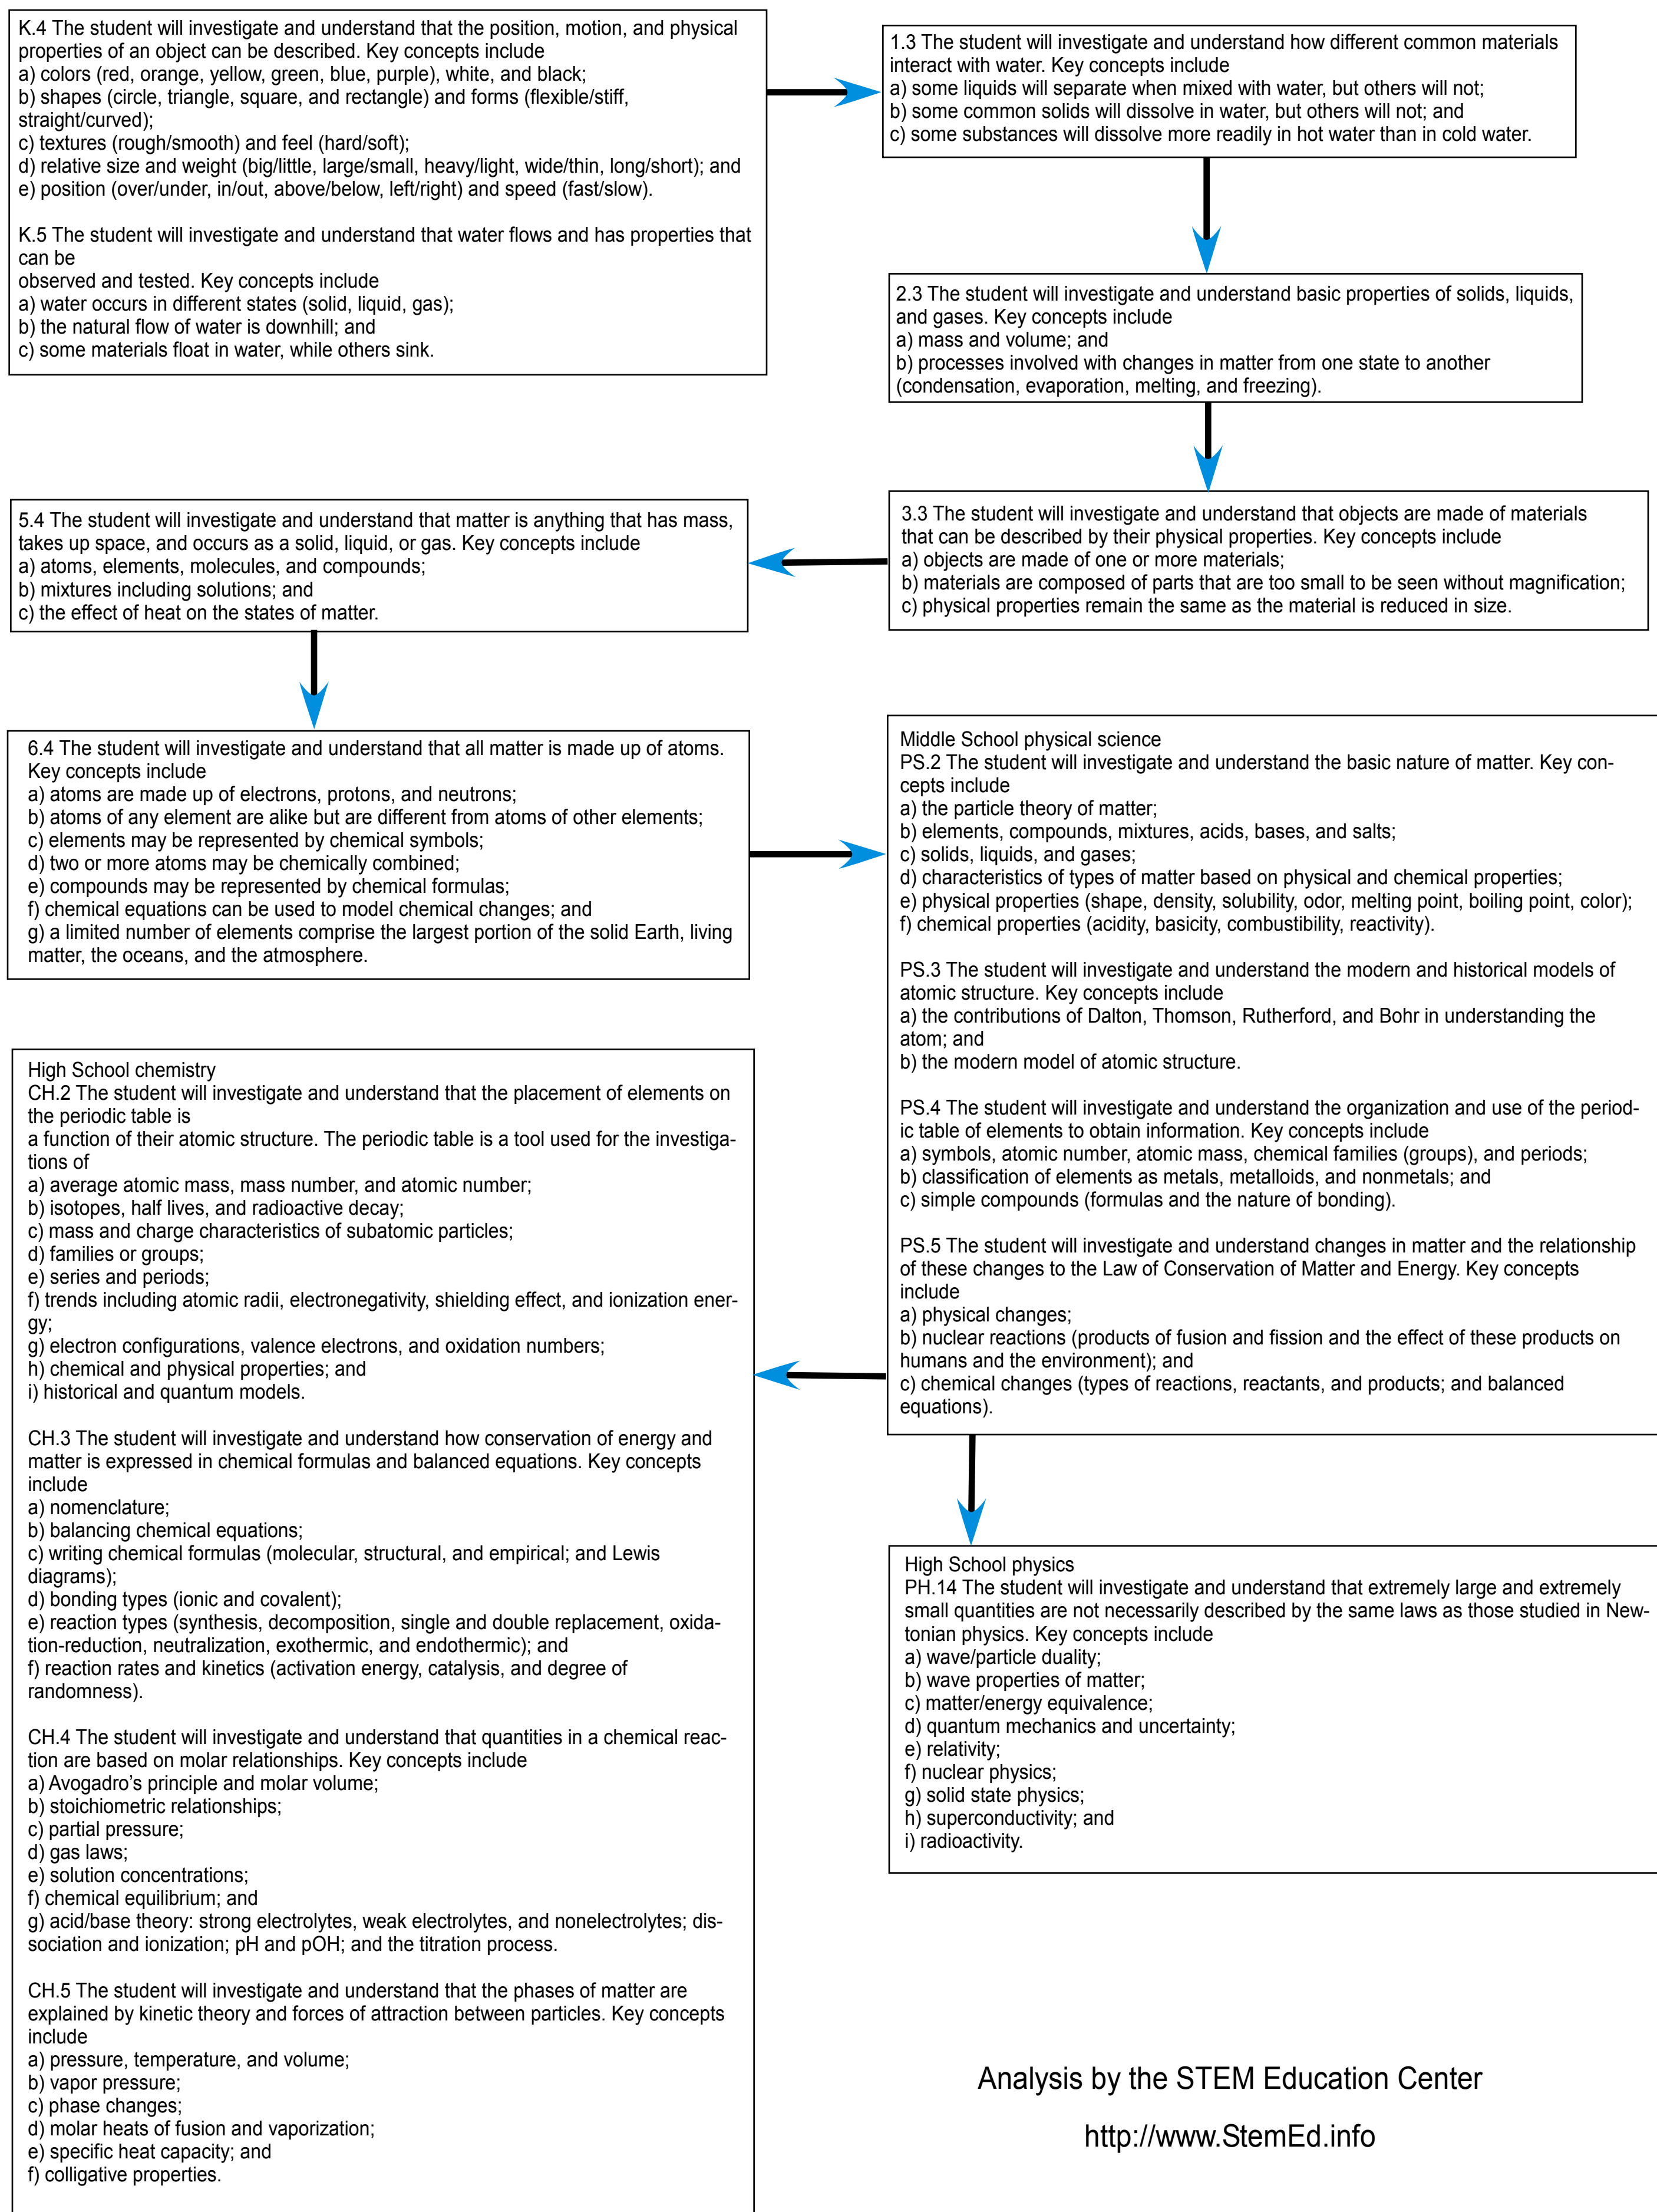 K.4 The student will investigate and understand that the position, motion, and physical
properties of an object can be described. Key concepts include
a) colors (red, orange, yellow, green, blue, purple), white, and black;
b) shapes (circle, triangle, square, and rectangle) and forms (flexible/stiff,
straight/curved);
c) textures (rough/smooth) and feel (hard/soft);
d) relative size and weight (big/little, large/small, heavy/light, wide/thin, long/short); and
e) position (over/under, in/out, above/below, left/right) and speed (fast/slow).
K.5 The student will investigate and understand that water flows and has properties that
can be
observed and tested. Key concepts include
a) water occurs in different states (solid, liquid, gas);
b) the natural flow of water is downhill; and
c) some materials float in water, while others sink.
1.3 The student will investigate and understand how different common materials
interact with water. Key concepts include
a) some liquids will separate when mixed with water, but others will not;
b) some common solids will dissolve in water, but others will not; and
c) some substances will dissolve more readily in hot water than in cold water.
2.3 The student will investigate and understand basic properties of solids, liquids,
and gases. Key concepts include
a) mass and volume; and
b) processes involved with changes in matter from one state to another
(condensation, evaporation, melting, and freezing).
3.3 The student will investigate and understand that objects are made of materials
that can be described by their physical properties. Key concepts include
a) objects are made of one or more materials;
b) materials are composed of parts that are too small to be seen without magnification;
c) physical properties remain the same as the material is reduced in size.
5.4 The student will investigate and understand that matter is anything that has mass,
takes up space, and occurs as a solid, liquid, or gas. Key concepts include
a) atoms, elements, molecules, and compounds;
b) mixtures including solutions; and
c) the effect of heat on the states of matter.
6.4 The student will investigate and understand that all matter is made up of atoms.
Key concepts include
a) atoms are made up of electrons, protons, and neutrons;
b) atoms of any element are alike but are different from atoms of other elements;
c) elements may be represented by chemical symbols;
d) two or more atoms may be chemically combined;
e) compounds may be represented by chemical formulas;
f) chemical equations can be used to model chemical changes; and
g) a limited number of elements comprise the largest portion of the solid Earth, living
matter, the oceans, and the atmosphere.
Middle School physical science
PS.2 The student will investigate and understand the basic nature of matter. Key con-
cepts include
a) the particle theory of matter;
b) elements, compounds, mixtures, acids, bases, and salts;
c) solids, liquids, and gases;
d) characteristics of types of matter based on physical and chemical properties;
e) physical properties (shape, density, solubility, odor, melting point, boiling point, color);
f) chemical properties (acidity, basicity, combustibility, reactivity).
PS.3 The student will investigate and understand the modern and historical models of
atomic structure. Key concepts include
a) the contributions of Dalton, Thomson, Rutherford, and Bohr in understanding the
atom; and
b) the modern model of atomic structure.
PS.4 The student will investigate and understand the organization and use of the period-
ic table of elements to obtain information. Key concepts include
a) symbols, atomic number, atomic mass, chemical families (groups), and periods;
b) classification of elements as metals, metalloids, and nonmetals; and
c) simple compounds (formulas and the nature of bonding).
PS.5 The student will investigate and understand changes in matter and the relationship
of these changes to the Law of Conservation of Matter and Energy. Key concepts
include
a) physical changes;
b) nuclear reactions (products of fusion and fission and the effect of these products on
humans and the environment); and
c) chemical changes (types of reactions, reactants, and products; and balanced
equations).
High School chemistry
CH.2 The student will investigate and understand that the placement of elements on
the periodic table is
a function of their atomic structure. The periodic table is a tool used for the investiga-
tions of
a) average atomic mass, mass number, and atomic number;
b) isotopes, half lives, and radioactive decay;
c) mass and charge characteristics of subatomic particles;
d) families or groups;
e) series and periods;
f) trends including atomic radii, electronegativity, shielding effect, and ionization ener-
gy;
g) electron configurations, valence electrons, and oxidation numbers;
h) chemical and physical properties; and
i) historical and quantum models.
CH.3 The student will investigate and understand how conservation of energy and
matter is expressed in chemical formulas and balanced equations. Key concepts
include
a) nomenclature;
b) balancing chemical equations;
c) writing chemical formulas (molecular, structural, and empirical; and Lewis
diagrams);
d) bonding types (ionic and covalent);
e) reaction types (synthesis, decomposition, single and double replacement, oxida-
tion-reduction, neutralization, exothermic, and endothermic); and
f) reaction rates and kinetics (activation energy, catalysis, and degree of
randomness).
CH.4 The student will investigate and understand that quantities in a chemical reac-
tion are based on molar relationships. Key concepts include
a) Avogadro’s principle and molar volume;
b) stoichiometric relationships;
c) partial pressure;
d) gas laws;
e) solution concentrations;
f) chemical equilibrium; and
g) acid/base theory: strong electrolytes, weak electrolytes, and nonelectrolytes; dis-
sociation and ionization; pH and pOH; and the titration process.
CH.5 The student will investigate and understand that the phases of matter are
explained by kinetic theory and forces of attraction between particles. Key concepts
include
a) pressure, temperature, and volume;
b) vapor pressure;
c) phase changes;
d) molar heats of fusion and vaporization;
e) specific heat capacity; and
f) colligative properties.
High School physics
PH.14 The student will investigate and understand that extremely large and extremely
small quantities are not necessarily described by the same laws as those studied in New-
tonian physics. Key concepts include
a) wave/particle duality;
b) wave properties of matter;
c) matter/energy equivalence;
d) quantum mechanics and uncertainty;
e) relativity;
f) nuclear physics;
g) solid state physics;
h) superconductivity; and
i) radioactivity.
Analysis by the STEM Education Center
http://www.StemEd.info